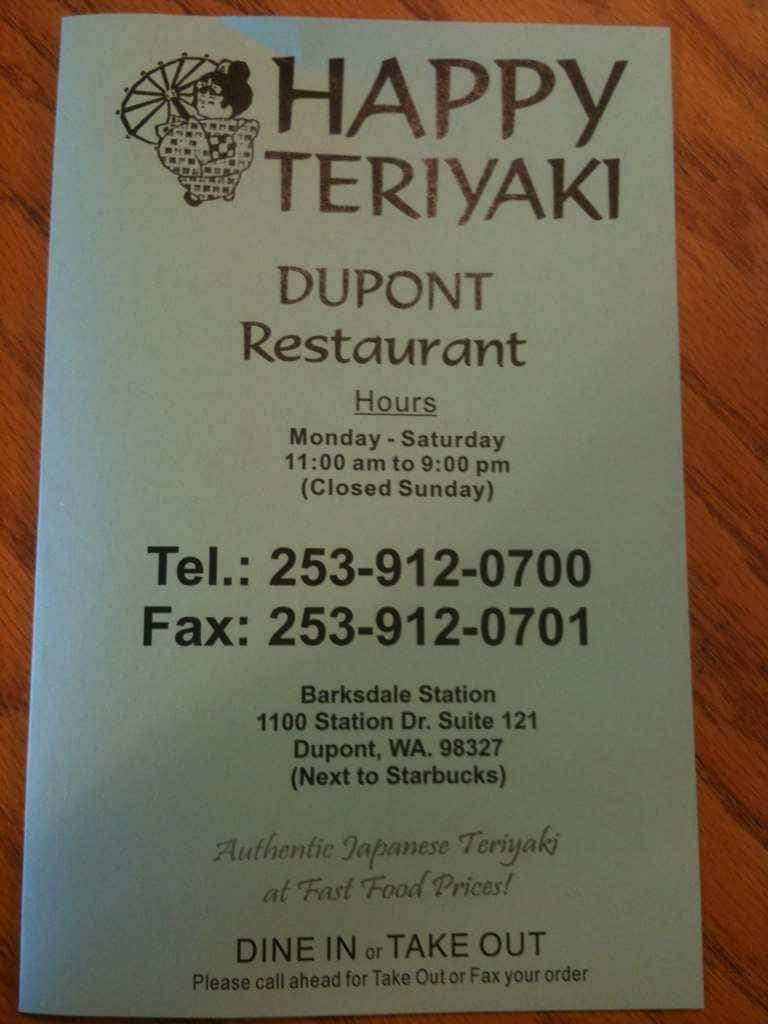 HAPPY
TERIYAKI
DUPONT
Restaurant
Hours
Monday - Saturday
11:00 am to 9:00 pm
(Closed Sunday)
Tel.: 253-912-0700
Fax: 253-912-0701
Barksdale Station
1100 Station Dr. Suite 121
Dupont, WA. 98327
(Next to Starbucks)
Authentic Japanese Teriyaki
at Fast Food Prices!
DINE IN or TAKE OUT
Please call ahead for Take Out or Fax your order